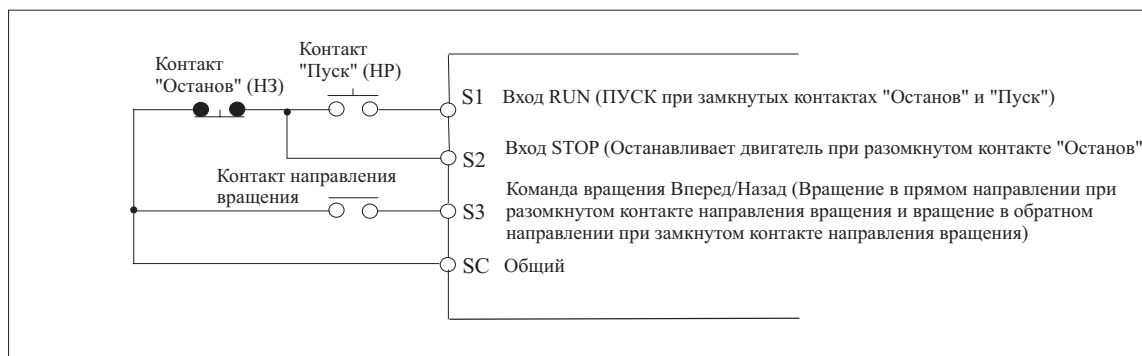 Контакт
"Пуск" (НР)
Контакт
"Останов" (НЗ)
S1 Вход RUN (ПУСК при замкнутых контактах "Останов" и "Пуск")
S2 Вход STOP (Останавливает двигатель при разомкнутом контакте "Останов"
Контакт направления
вращения
S3 Команда вращения Вперед/Назад (Вращение в прямом направлении при
разомкнутом контакте направления вращения и вращение в обратном
направлении при замкнутом контакте направления вращения)
SC Общий